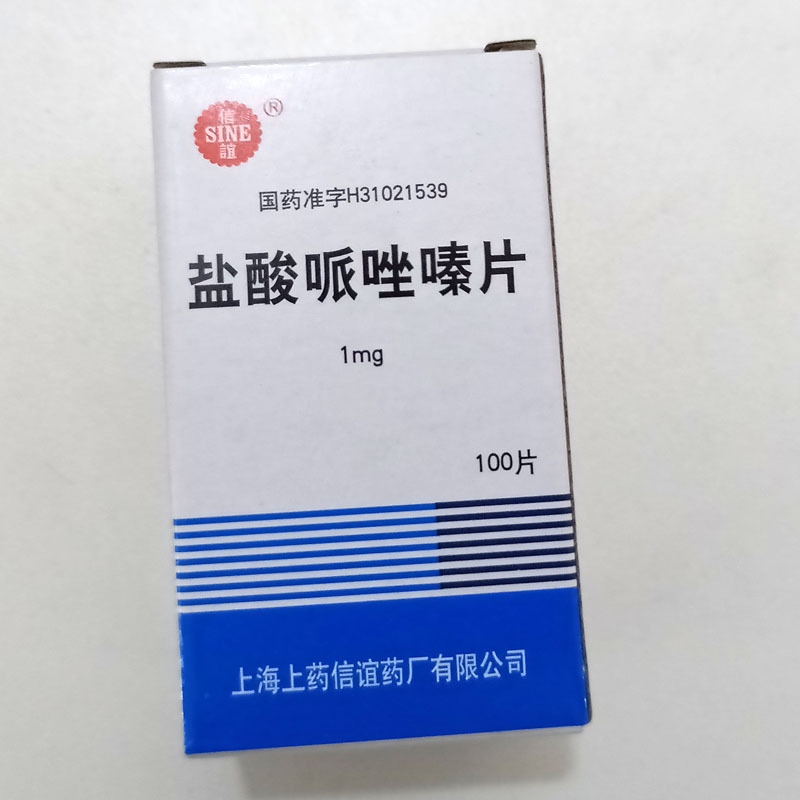 信
SINE
誼
®
国药准字H31021539
盐酸哌唑嗪片
1mg
100片
上海上药信谊药厂有限公司